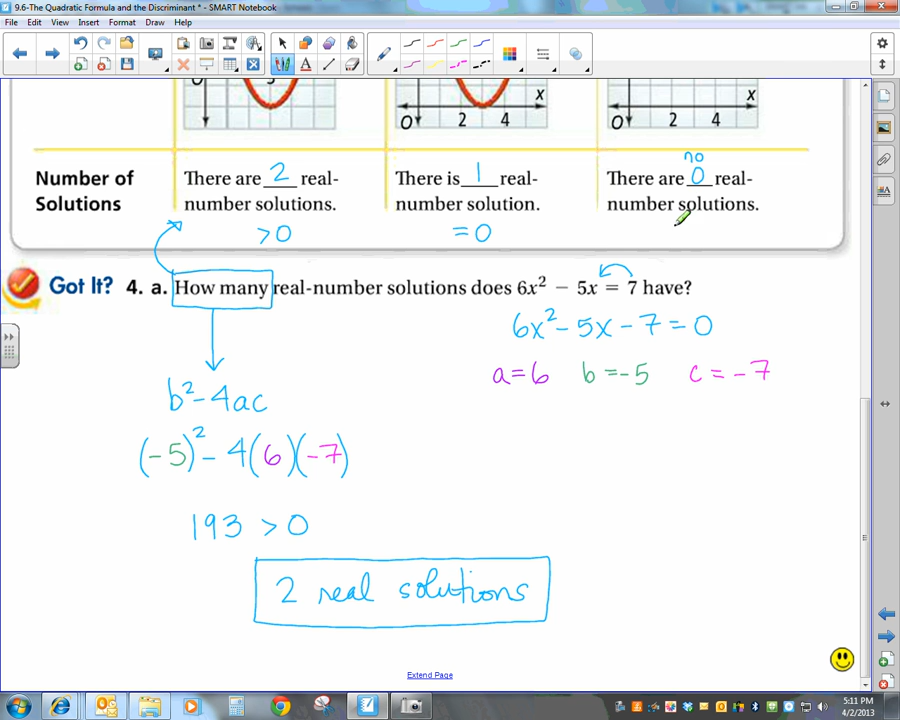 9.6-The Quadratic Formula and the Discriminant * - SMART Notebook
File Edit View Insert Format Draw Help
O 3 x
O 2 4 x
O 2 4
Number of Solutions
There are 2 real-
number solutions.
>0
There is 1 real-
number solution.
=0
no
There are 0 real-
number solutions.
Got It? 4. a. How many real-number solutions does 6x² − 5x = 7 have?
6x² - 5x - 7 = 0
a = 6 b = -5 c = -7
b² - 4ac
(-5)² - 4(6)(-7)
193 > 0
2 real solutions
Extend Page
5:11 PM
4/2/2013